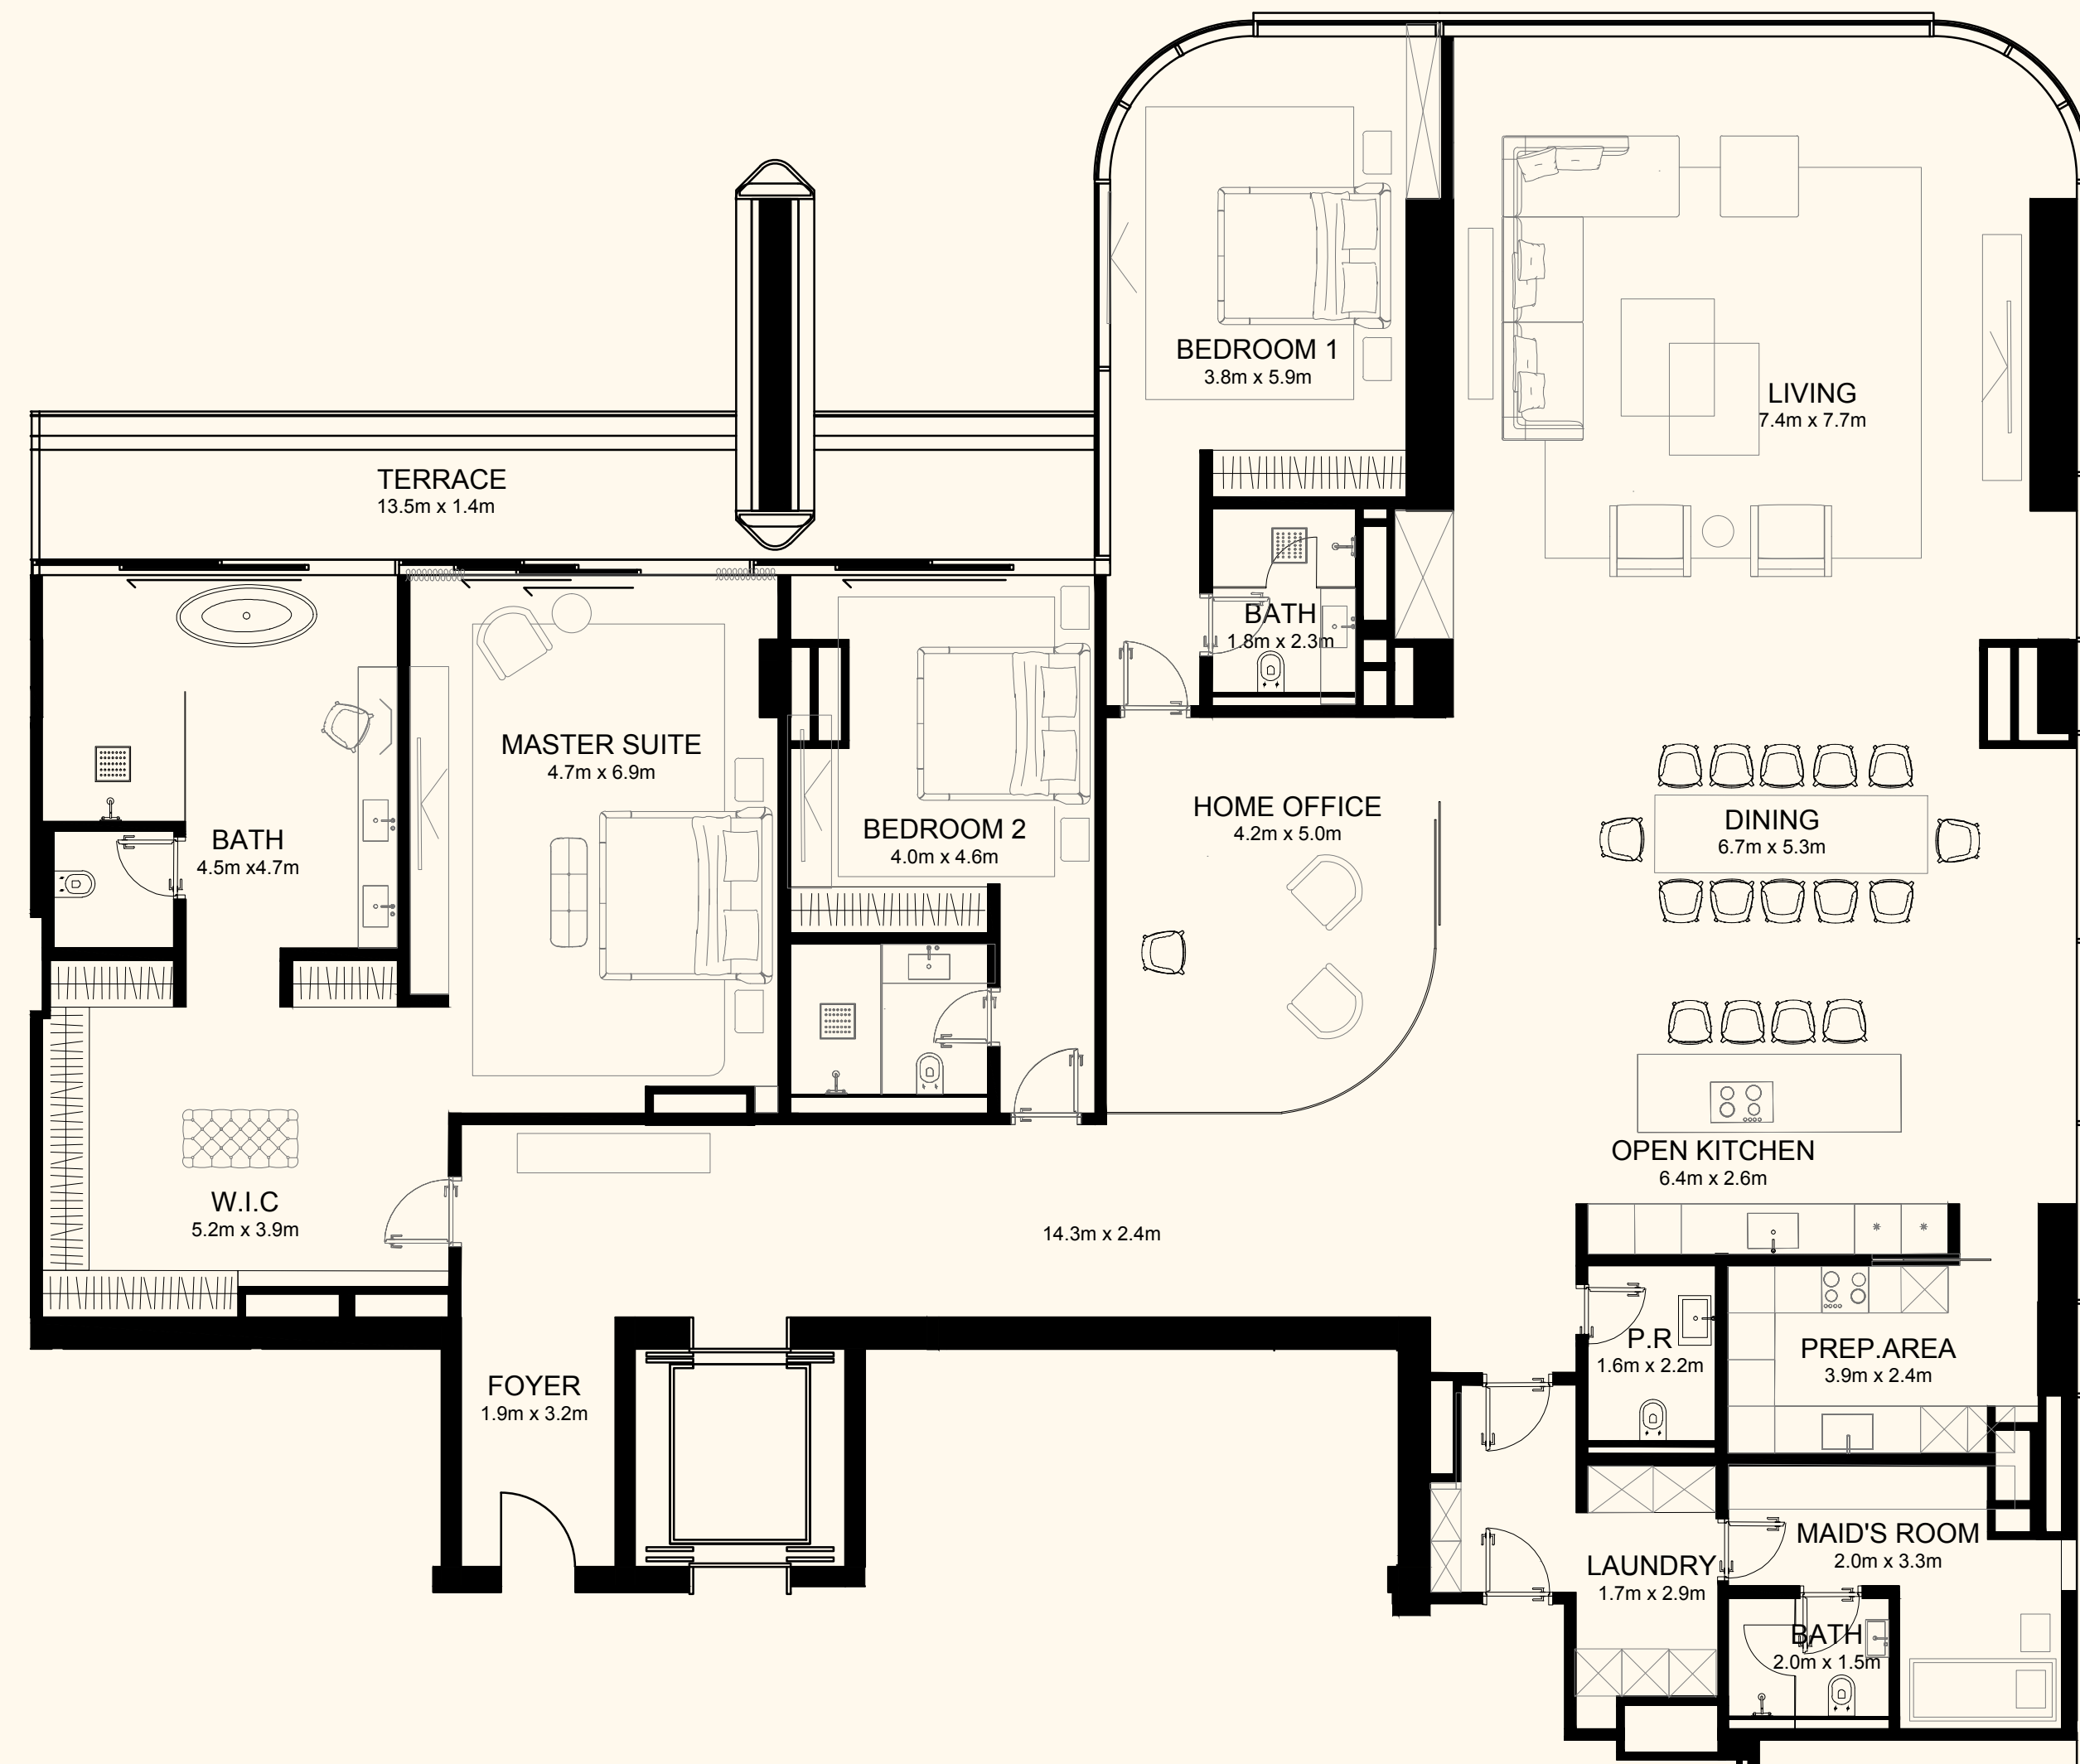 BEDROOM 1
3.8m x 5.9m
LIVING
7.4m x 7.7m
TERRACE
13.5m x 1.4m
BATH
1.8m x 2.3m
MASTER SUITE
4.7m x 6.9m
HOME OFFICE
4.2m x 5.0m
DINING
6.7m x 5.3m
BATH
4.5m x4.7m
BEDROOM 2
4.0m x 4.6m
OPEN KITCHEN
6.4m x 2.6m
W.I.C
5.2m x 3.9m
14.3m x 2.4m
P.R
1.6m x 2.2m
PREP.AREA
3.9m x 2.4m
FOYER
1.9m x 3.2m
MAID'S ROOM
2.0m x 3.3m
LAUNDRY
1.7m x 2.9m
BATH
2.0m x 1.5m